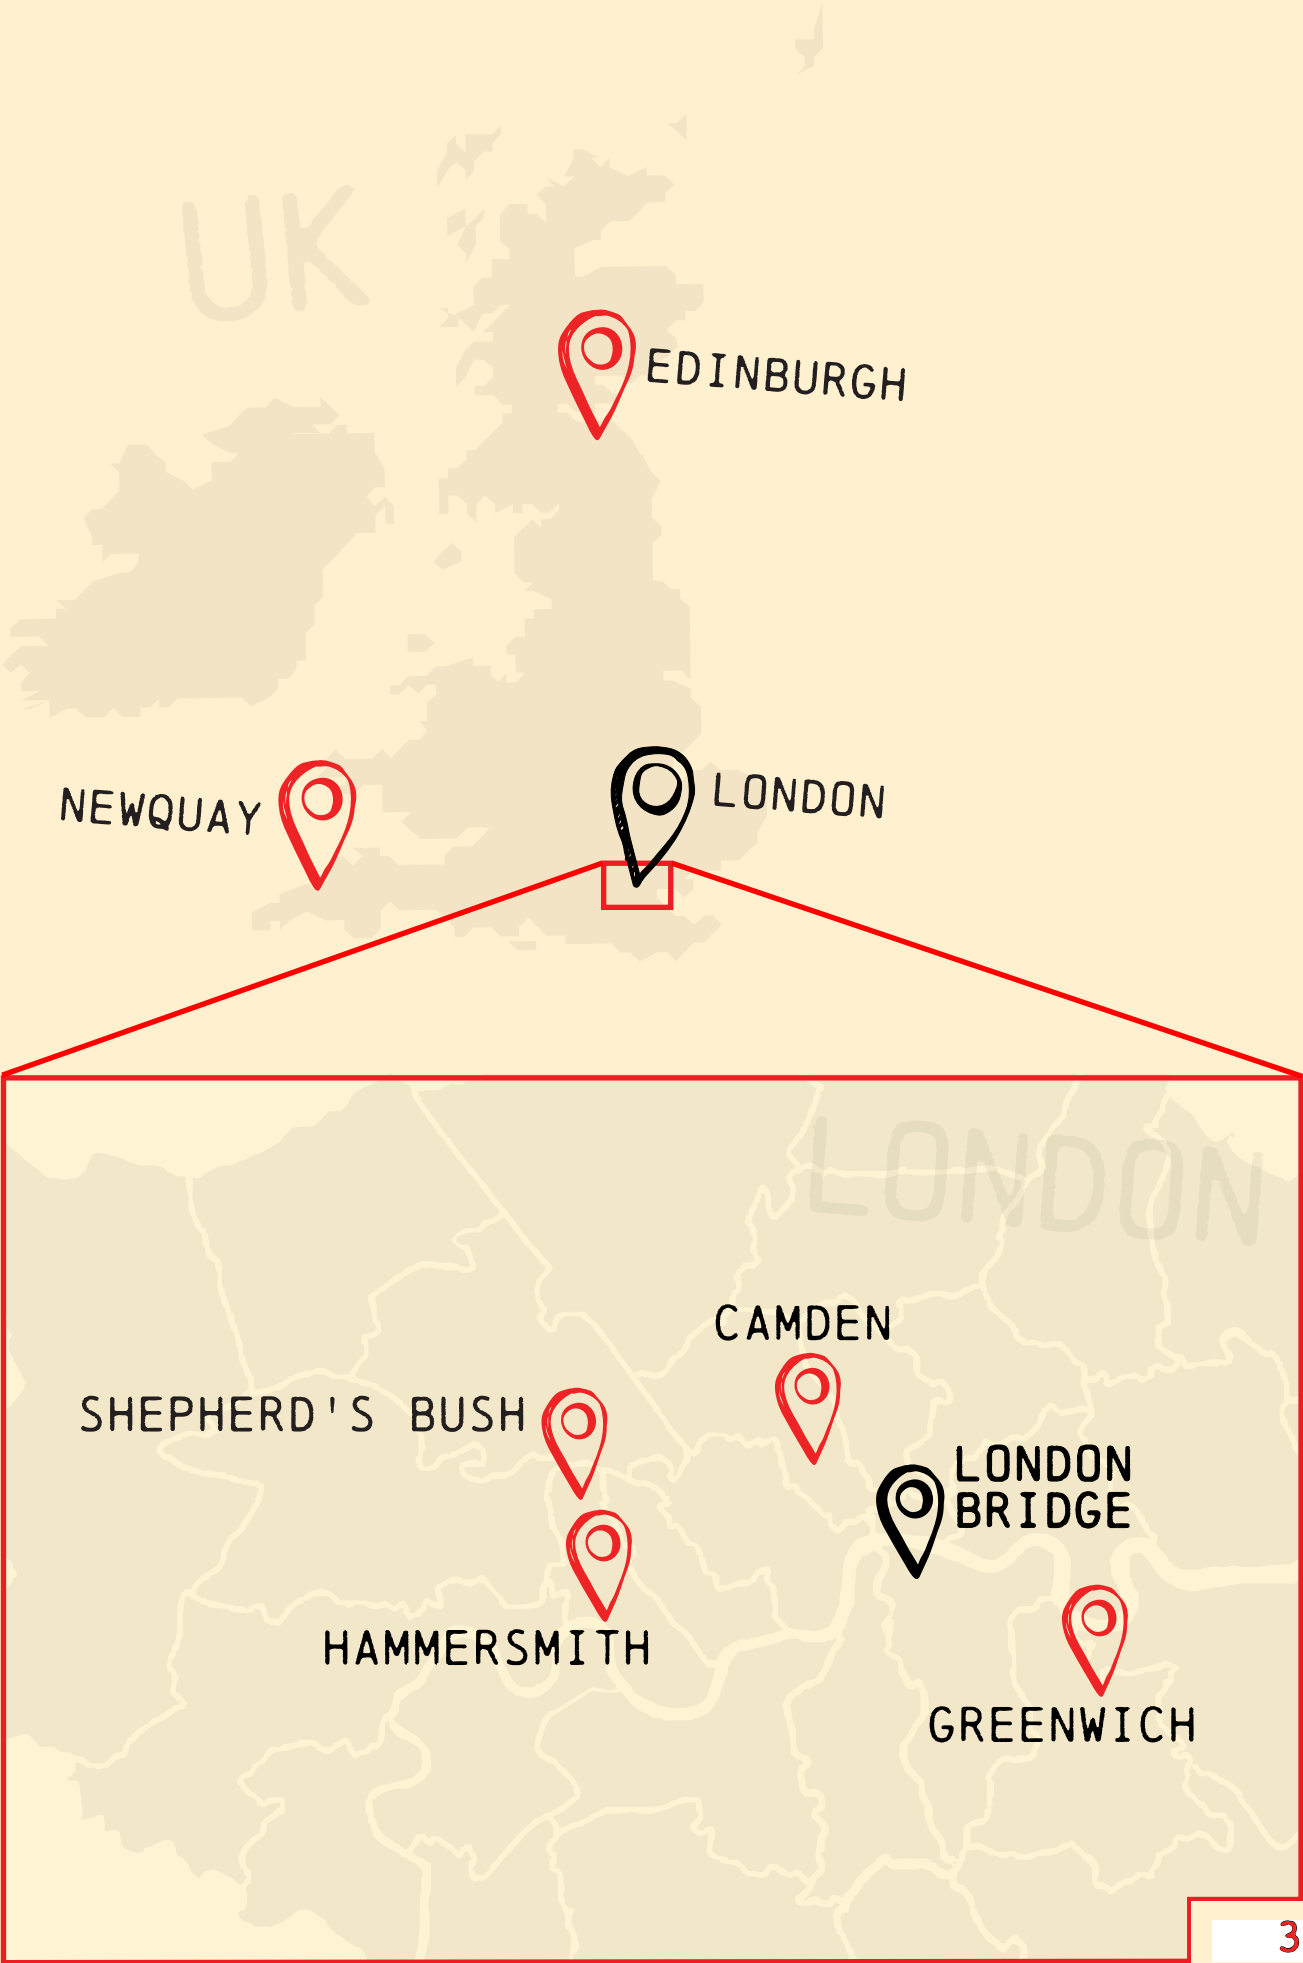 UK
EDINBURGH
NEWQUAY
LONDON
LONDON
CAMDEN
SHEPHERD'S BUSH
LONDON
BRIDGE
HAMMERSMITH
GREENWICH
3